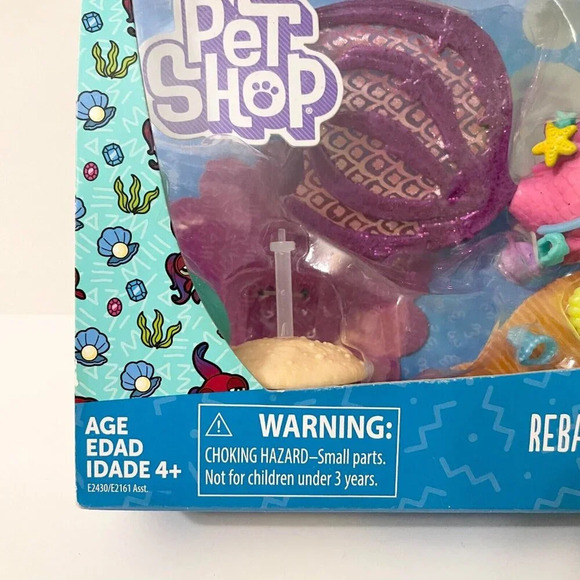 PET
SHOP
AGE
EDAD
IDADE 4+
E2430/E2161 Asst.
WARNING:
CHOKING HAZARD–Small parts.
Not for children under 3 years.